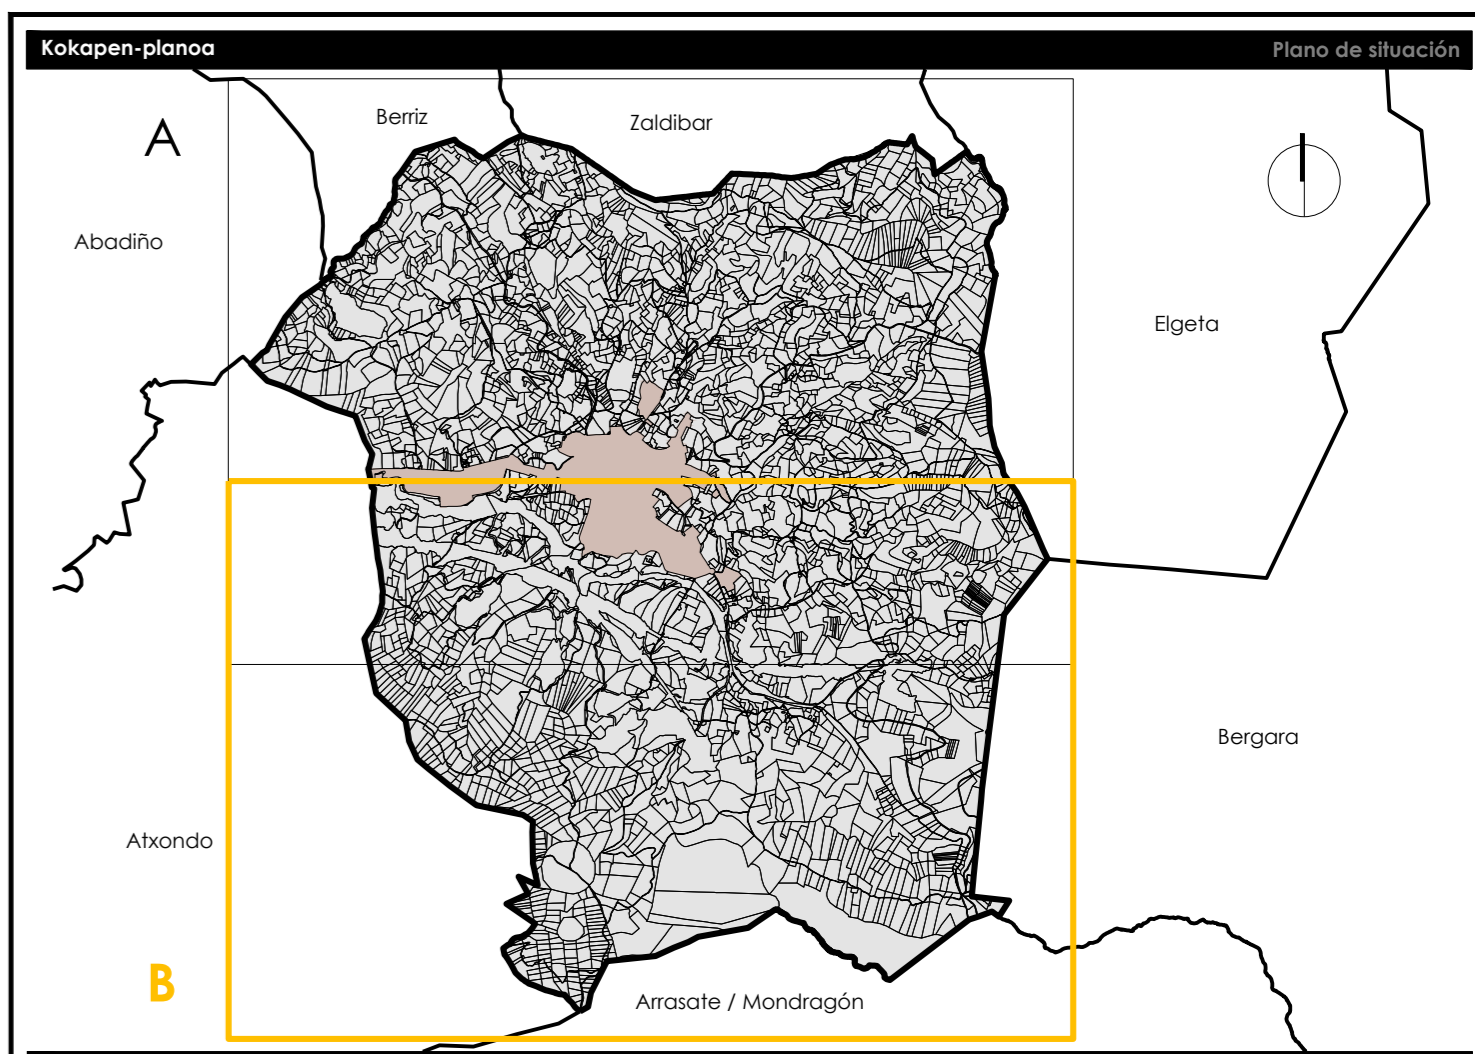 Kokapen-planoa
Plano de situación
A
Berriz
Zaldibar
Abadiño
Elgeta
Bergara
Atxondo
B
Arrasate / Mondragón